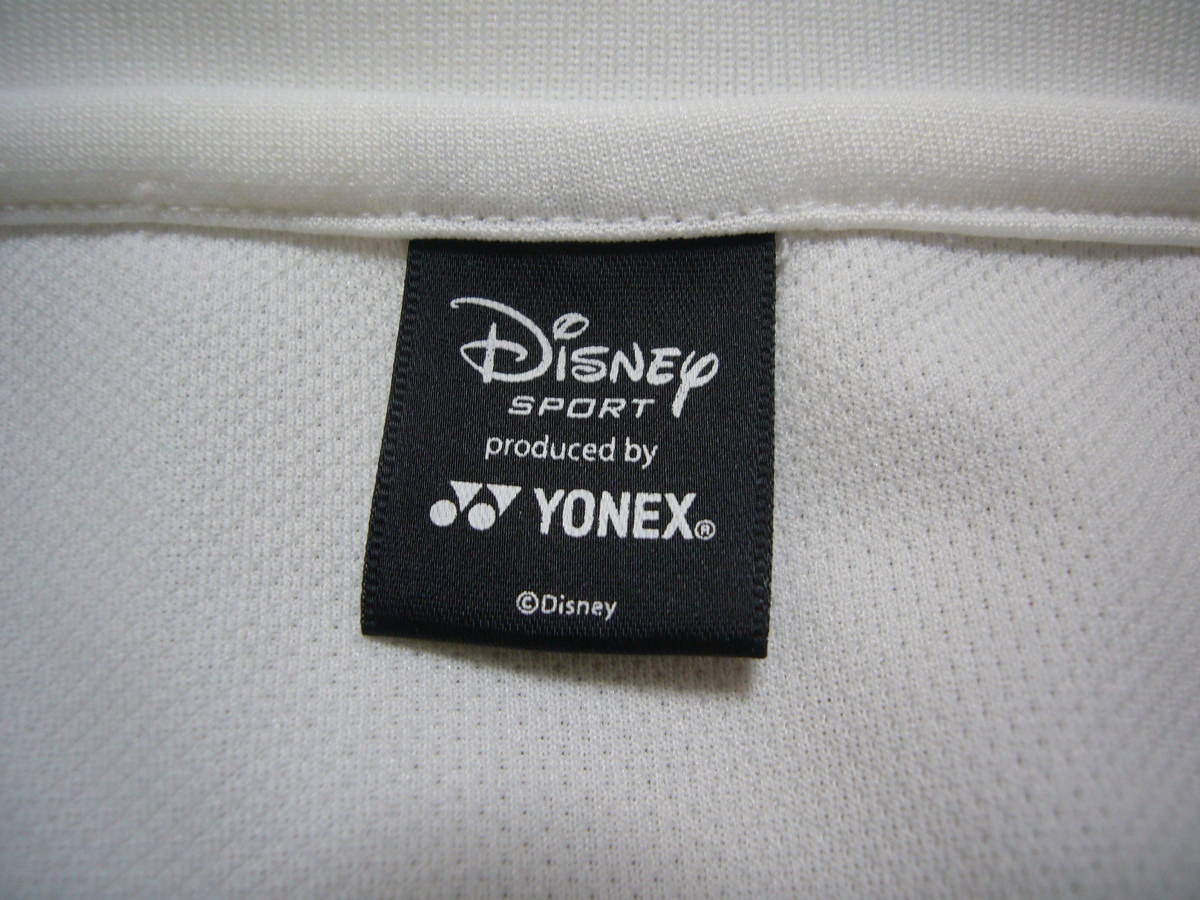 Disney
SPORT
produced by
YONEX®
©Disney